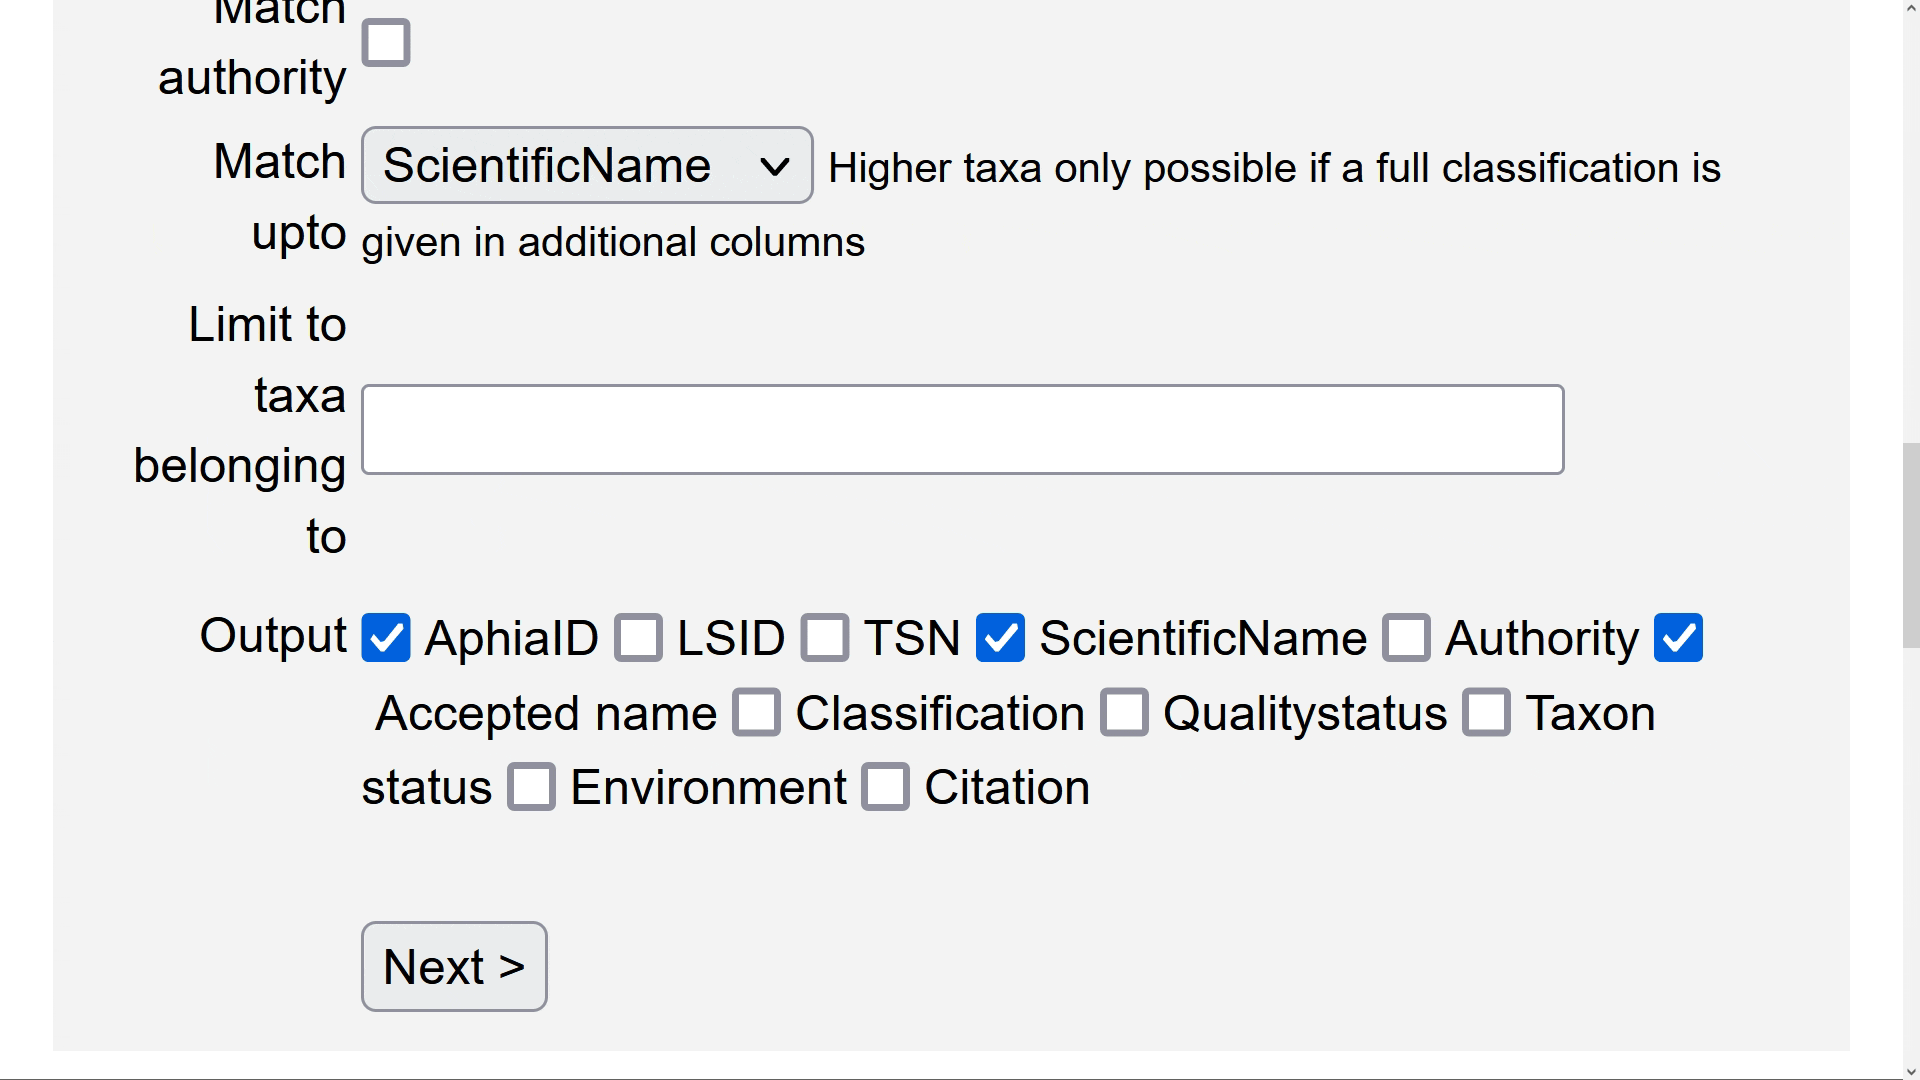 Match
authority
Match
upto
ScientificName
Higher taxa only possible if a full classification is
given in additional columns
Limit to
taxa
belonging
to
Output
AphiaID LSID TSN ScientificName Authority
Accepted name Classification Qualitystatus Taxon
status Environment Citation
Next >